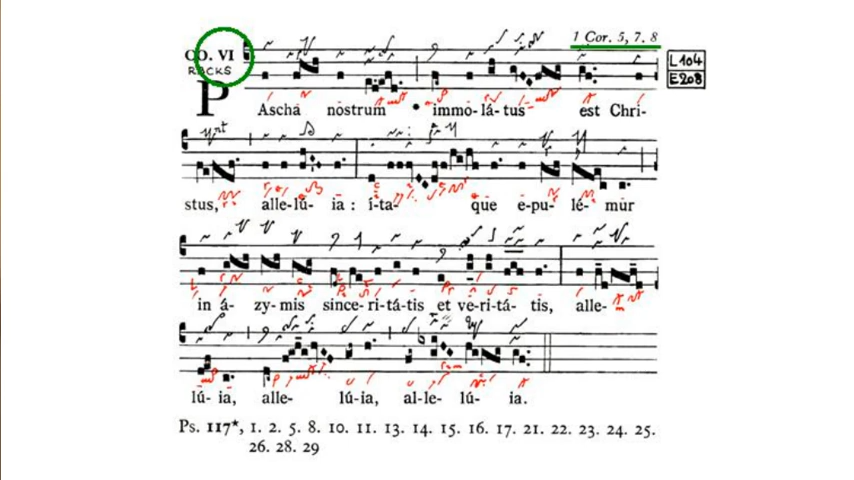 1 Cor. 5, 7. 8
CO. VI
RBCKS
L 104
E 208
PAscha nostrum immo-lá-tus est Chri-
stus, alle-lú-ia : í-ta-que e-pu-lé-mur
in á-zy-mis since-ri-tá-tis et ve-ri-tá-tis, alle-
lú-ia, alle-lú-ia, al-le-lú-ia.
Ps. 117*, 1. 2. 5. 8. 10. 11. 13. 14. 15. 16. 17. 21. 22. 23. 24. 25.
26. 28. 29